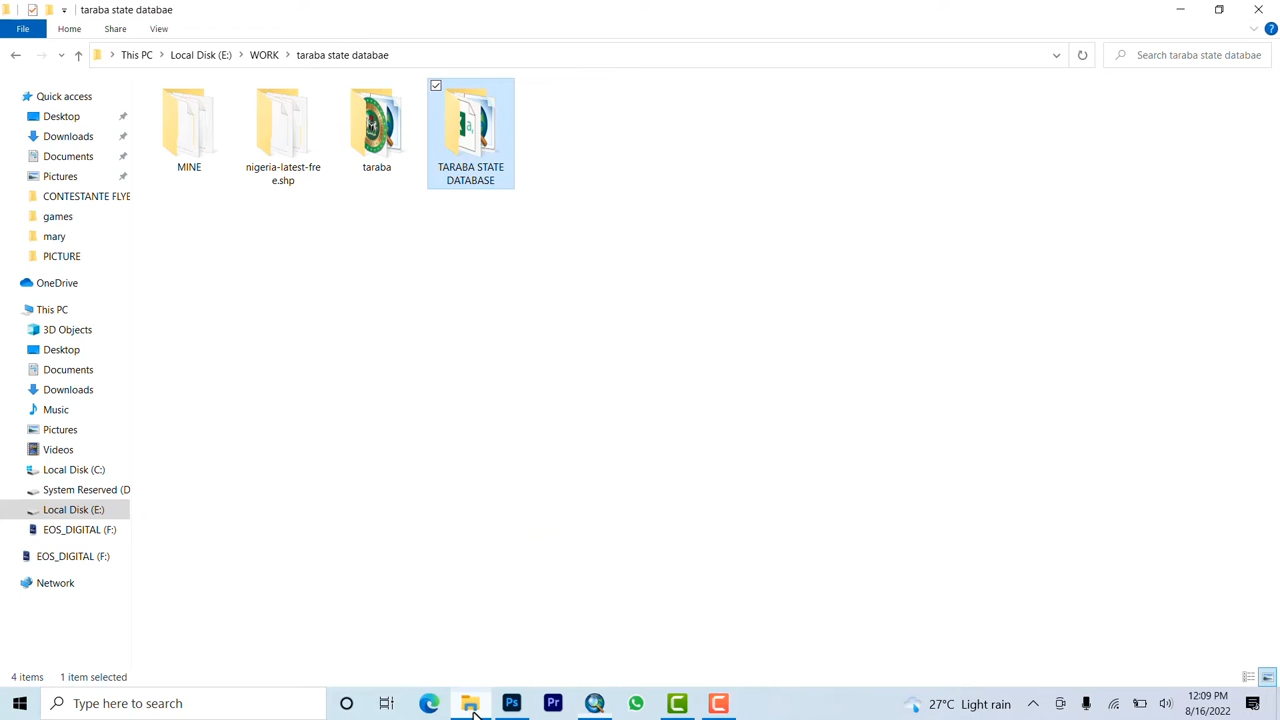 taraba state databae
File Home Share View
This PC Local Disk (E:) WORK taraba state databae
Search taraba state databae
Quick access
Desktop
Downloads
Documents
Pictures
CONTESTANTE FLYE
games
mary
PICTURE
OneDrive
This PC
3D Objects
Desktop
Documents
Downloads
Music
Pictures
Videos
Local Disk (C:)
System Reserved (D
Local Disk (E:)
EOS_DIGITAL (F:)
EOS_DIGITAL (F:)
Network
MINE
nigeria-latest-fre
e.shp
taraba
TARABA STATE
DATABASE
4 items 1 item selected
Type here to search
Ps
Pr
27°C Light rain
12:09 PM
8/16/2022